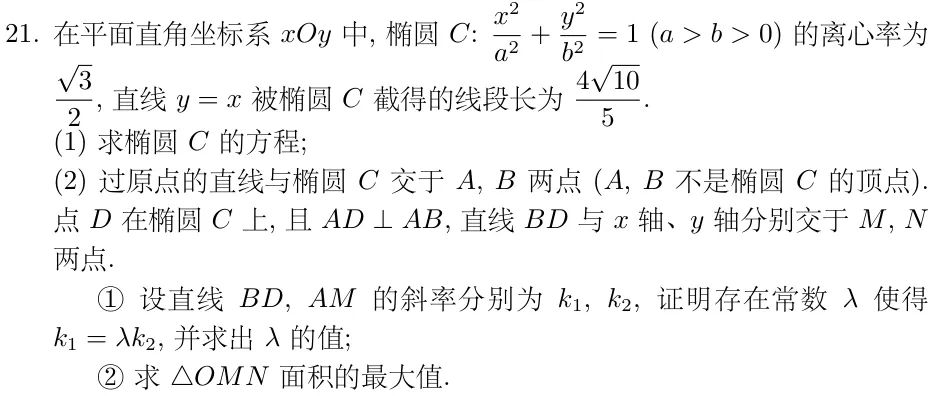 21. 在平面直角坐标系 xOy 中, 椭圆 C: x²/a² + y²/b² = 1 (a > b > 0) 的离心率为
√3/2, 直线 y = x 被椭圆 C 截得的线段长为 4√10/5.
(1) 求椭圆 C 的方程;
(2) 过原点的直线与椭圆 C 交于 A, B 两点 (A, B 不是椭圆 C 的顶点).
点 D 在椭圆 C 上, 且 AD ⊥ AB, 直线 BD 与 x 轴、y 轴分别交于 M, N
两点.
① 设直线 BD, AM 的斜率分别为 k₁, k₂, 证明存在常数 λ 使得
k₁ = λk₂, 并求出 λ 的值;
② 求 △OMN 面积的最大值.